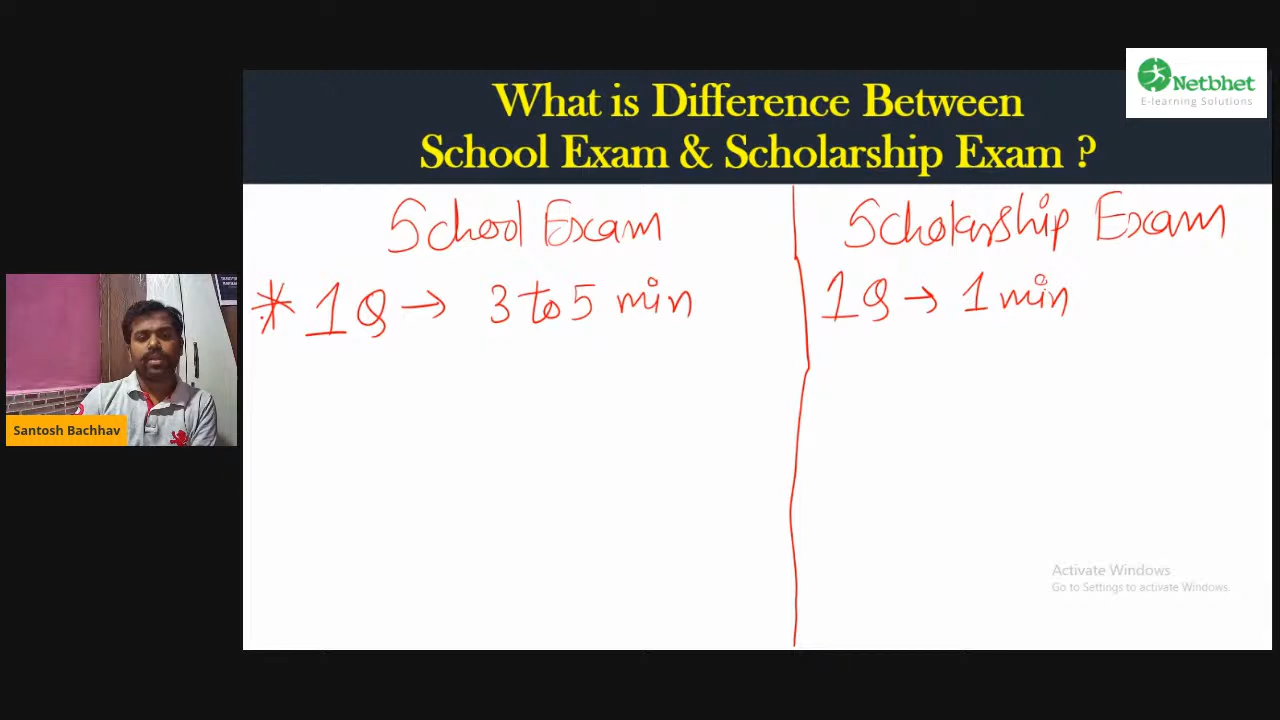 Netbhet
E-learning Solutions
What is Difference Between
School Exam & Scholarship Exam ?
School Exam
Scholarship Exam
* 1 Q → 3 to 5 min
1 Q → 1 min
Santosh Bachhav
Activate Windows
Go to Settings to activate Windows.